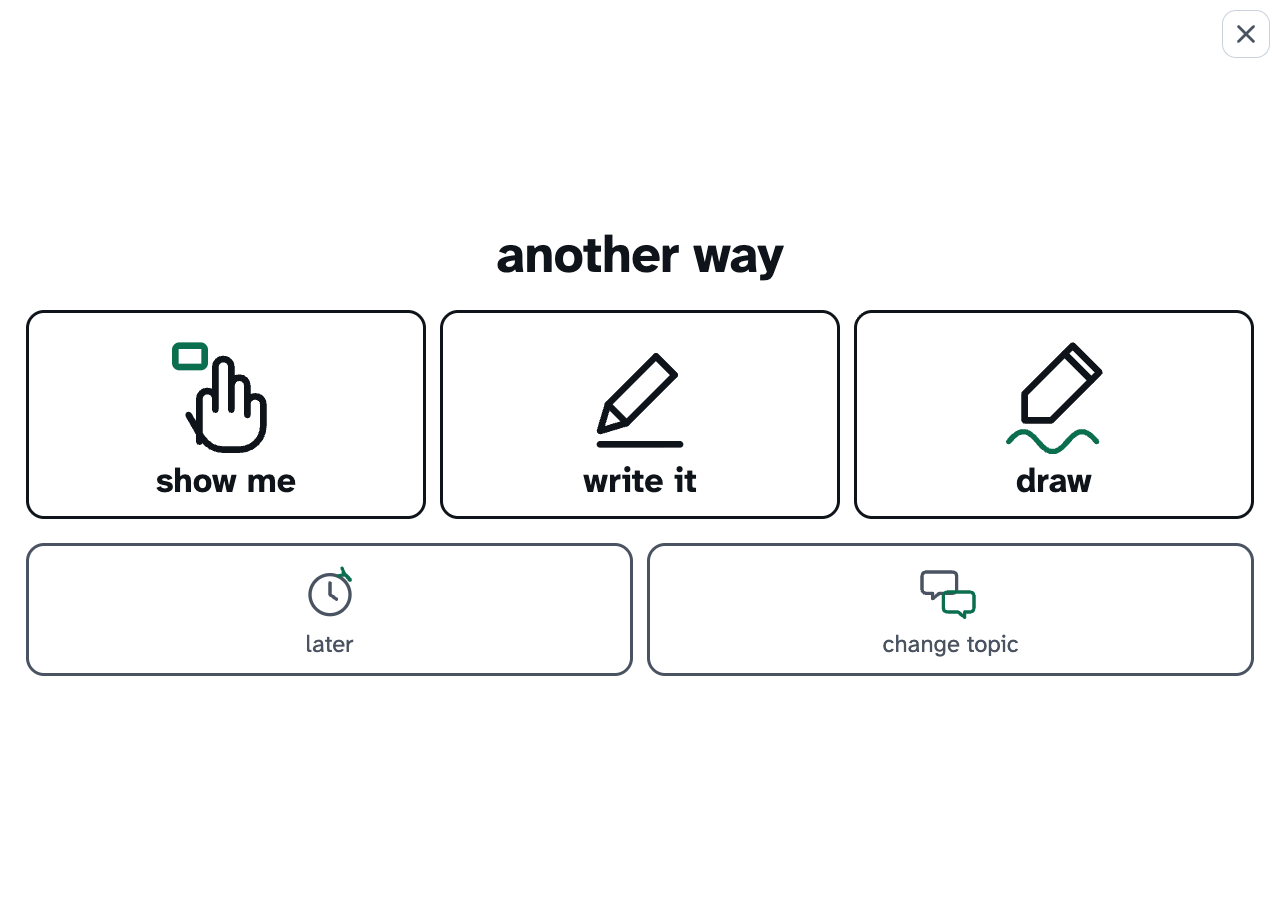 another way
show me
write it
draw
later
change topic